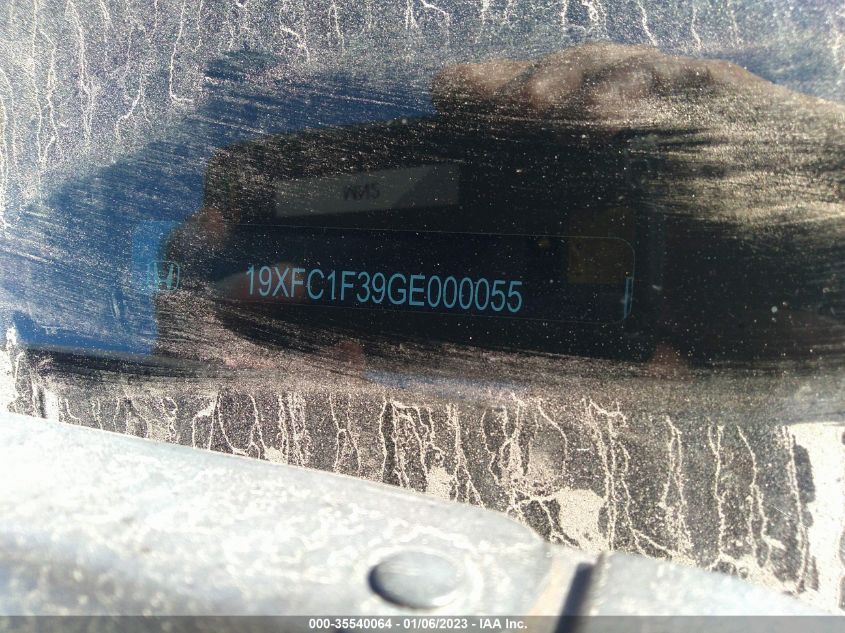 19XFC1F39GE000055
000-35540064 - 01/06/2023 - IAA Inc.